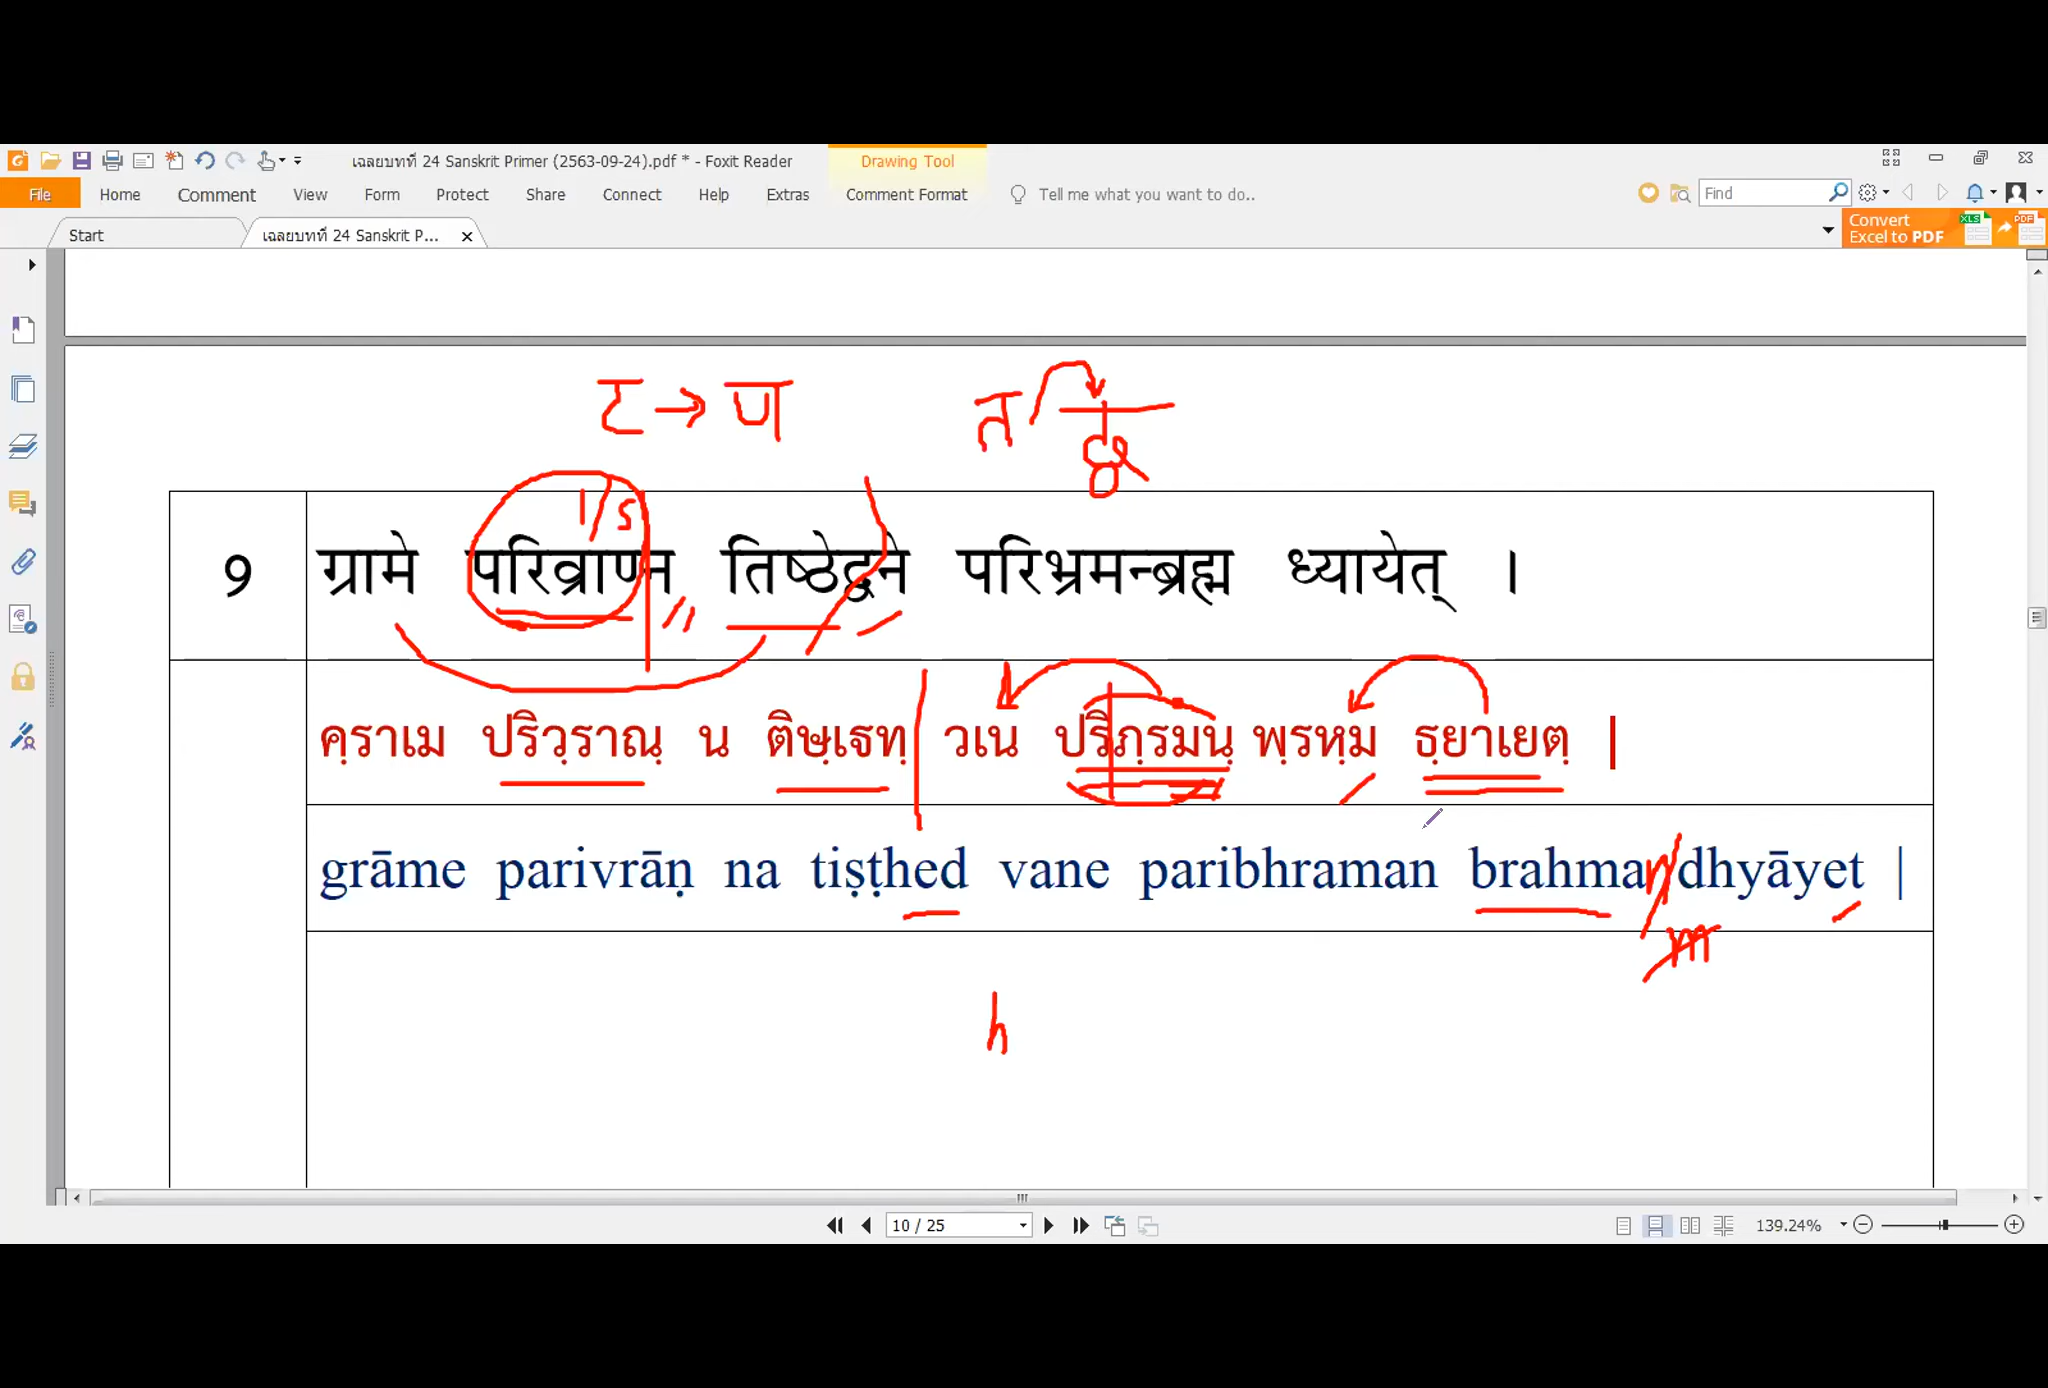 เฉลยบทที่ 24 Sanskrit Primer (2563-09-24).pdf * - Foxit Reader
Drawing Tool
File Home Comment View Form Protect Share Connect Help Extras Comment Format Tell me what you want to do.. Find
Start
เฉลยบทที่ 24 Sanskrit P...
Convert
Excel to PDF
ट → ण
त
1/5
9 ग्रामे परिव्राण्न तिष्ठेद्वने परिभ्रमन्ब्रह्म ध्यायेत् ।
คฺราเม ปริวฺราณฺ น ติษฺเฐทฺ วเน ปริภฺรมนฺ พฺรหฺม ธฺยาเยตฺ |
grāme parivrāṇ na tiṣṭhed vane paribhraman brahman dhyāyet |
m
h
10 / 25
139.24%